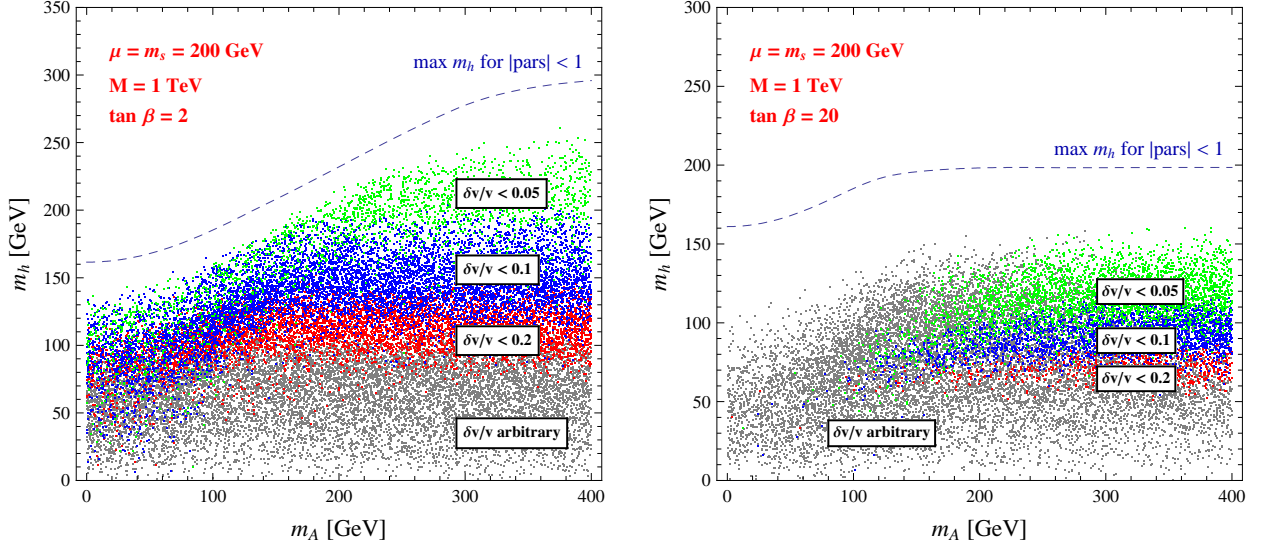 350
300
250
200
150
100
50
0
m_h [GeV]
μ = m_s = 200 GeV
M = 1 TeV
tan β = 2
max m_h for |pars| < 1
δv/v < 0.05
δv/v < 0.1
δv/v < 0.2
δv/v arbitrary
0 100 200 300 400
m_A [GeV]
300
250
200
150
100
50
0
m_h [GeV]
μ = m_s = 200 GeV
M = 1 TeV
tan β = 20
max m_h for |pars| < 1
δv/v < 0.05
δv/v < 0.1
δv/v < 0.2
δv/v arbitrary
0 100 200 300 400
m_A [GeV]